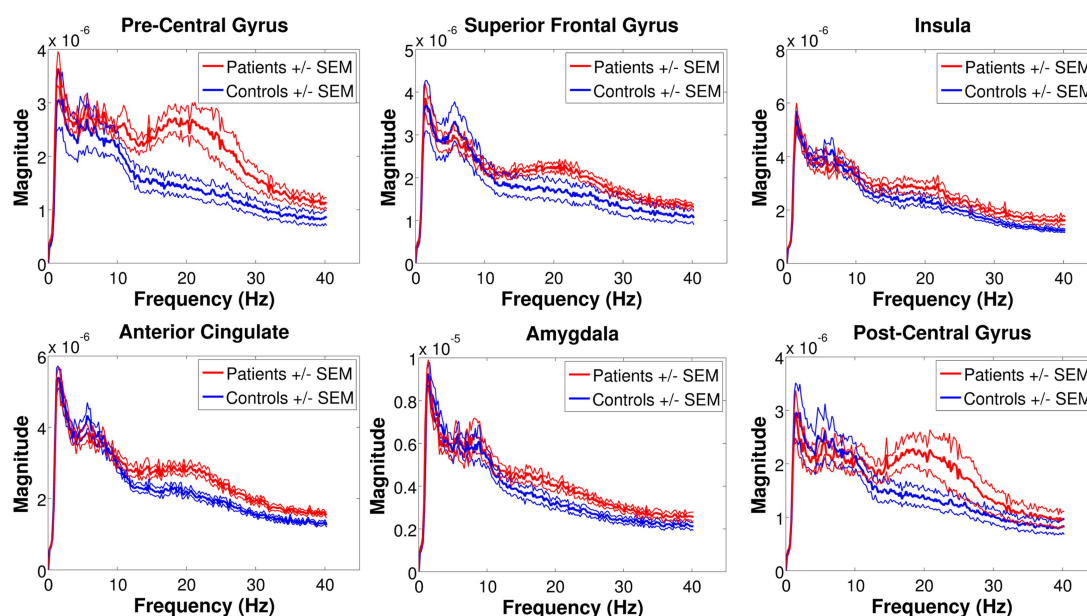 Pre-Central Gyrus
x 10^-6
4
3
2
1
0
Magnitude
Patients +/- SEM
Controls +/- SEM
0 10 20 30 40
Frequency (Hz)
Superior Frontal Gyrus
x 10^-6
5
4
3
2
1
0
Magnitude
Patients +/- SEM
Controls +/- SEM
0 10 20 30 40
Frequency (Hz)
Insula
x 10^-6
8
6
4
2
0
Magnitude
Patients +/- SEM
Controls +/- SEM
0 10 20 30 40
Frequency (Hz)
Anterior Cingulate
x 10^-6
6
4
2
0
Magnitude
Patients +/- SEM
Controls +/- SEM
0 10 20 30 40
Frequency (Hz)
Amygdala
x 10^-5
1
0.8
0.6
0.4
0.2
Magnitude
Patients +/- SEM
Controls +/- SEM
0 10 20 30 40
Frequency (Hz)
Post-Central Gyrus
x 10^-6
4
3
2
1
0
Magnitude
Patients +/- SEM
Controls +/- SEM
0 10 20 30 40
Frequency (Hz)